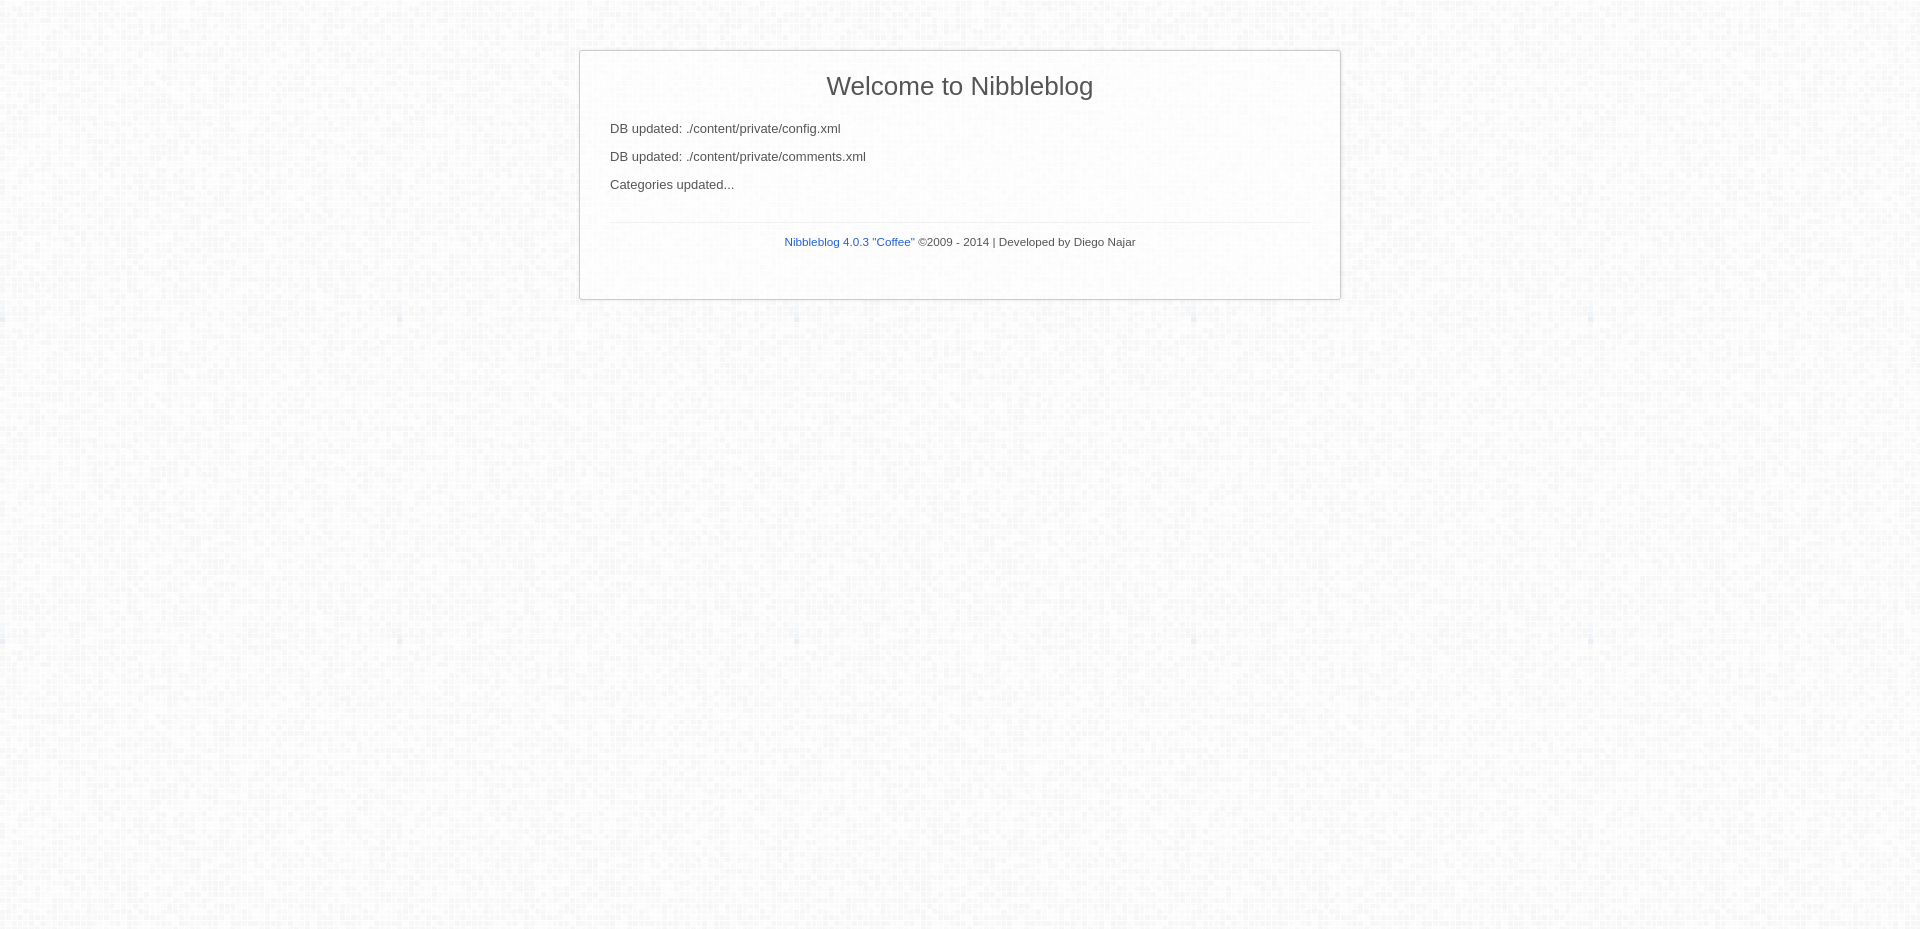 Welcome to Nibbleblog
DB updated: ./content/private/config.xml
DB updated: ./content/private/comments.xml
Categories updated...
Nibbleblog 4.0.3 "Coffee" ©2009 - 2014 | Developed by Diego Najar